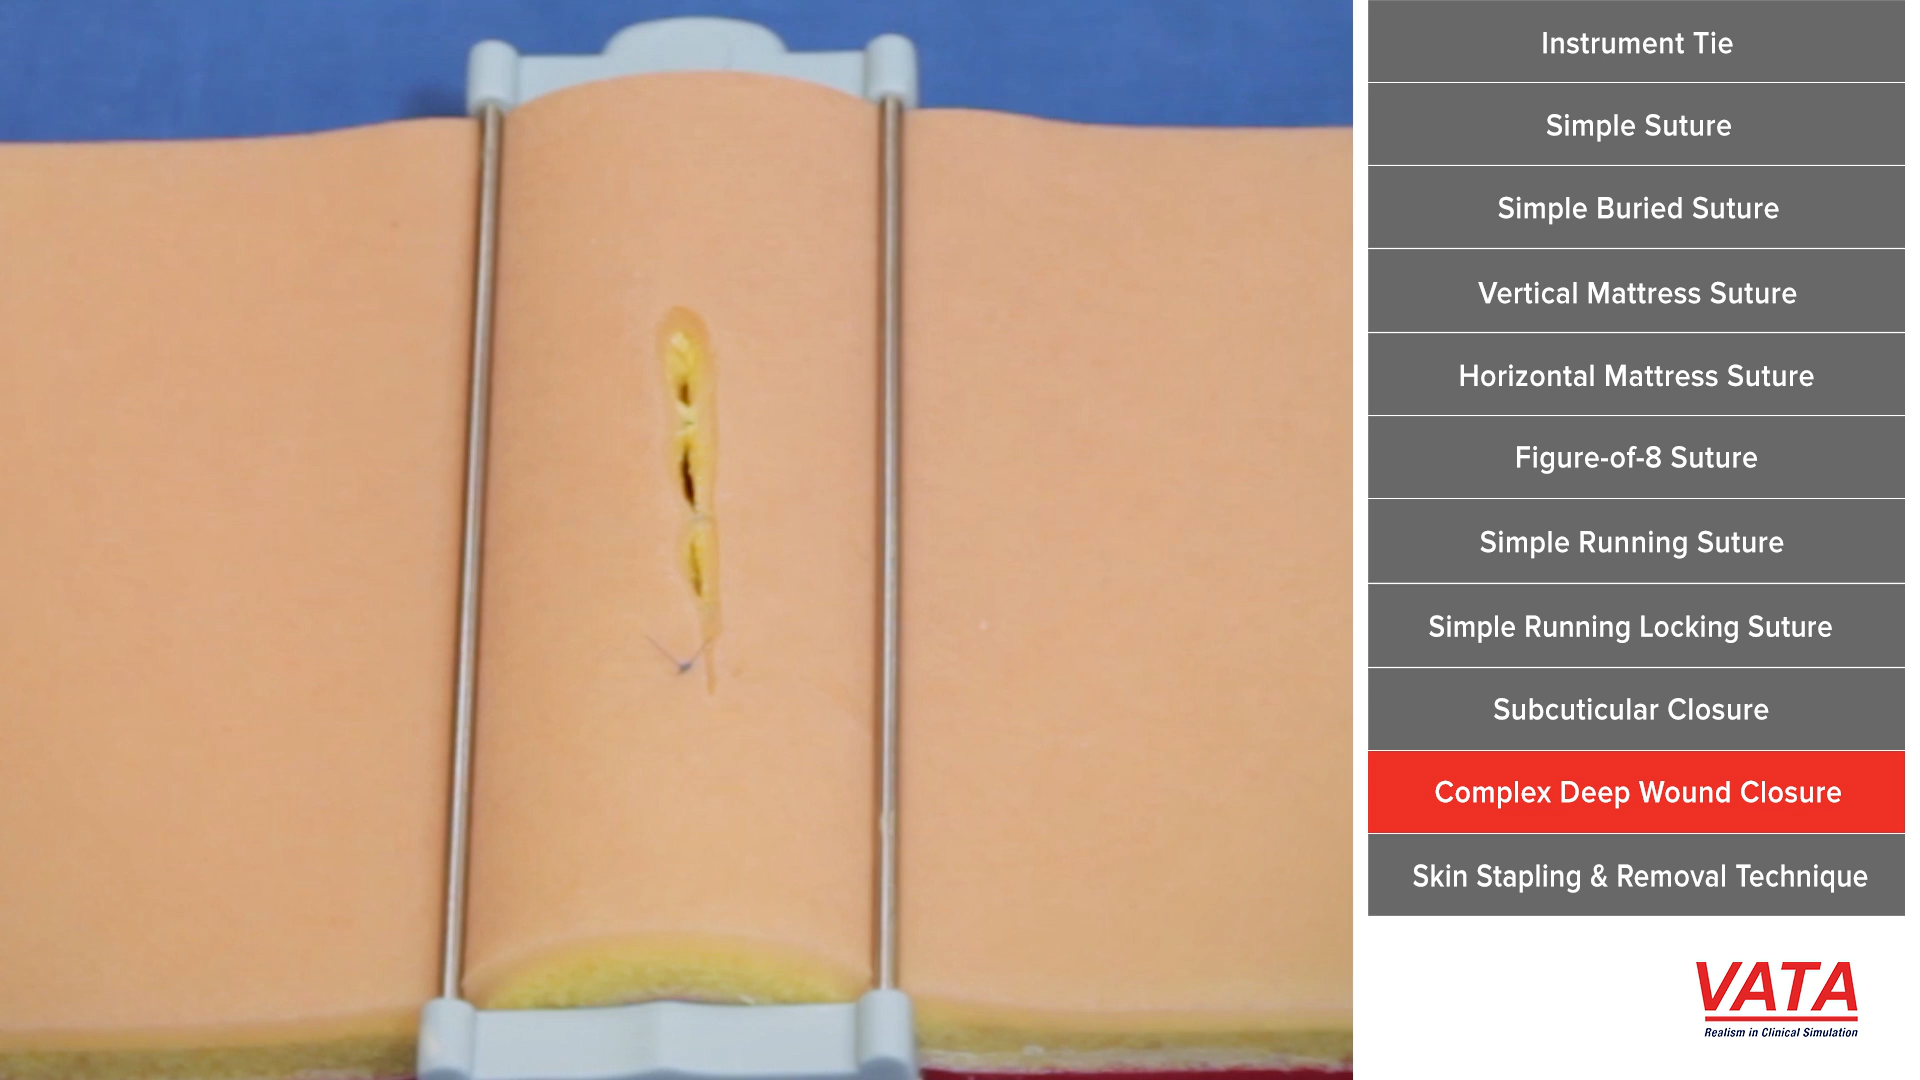 Instrument Tie
Simple Suture
Simple Buried Suture
Vertical Mattress Suture
Horizontal Mattress Suture
Figure-of-8 Suture
Simple Running Suture
Simple Running Locking Suture
Subcuticular Closure
Complex Deep Wound Closure
Skin Stapling & Removal Technique
VATA
Realism in Clinical Simulation